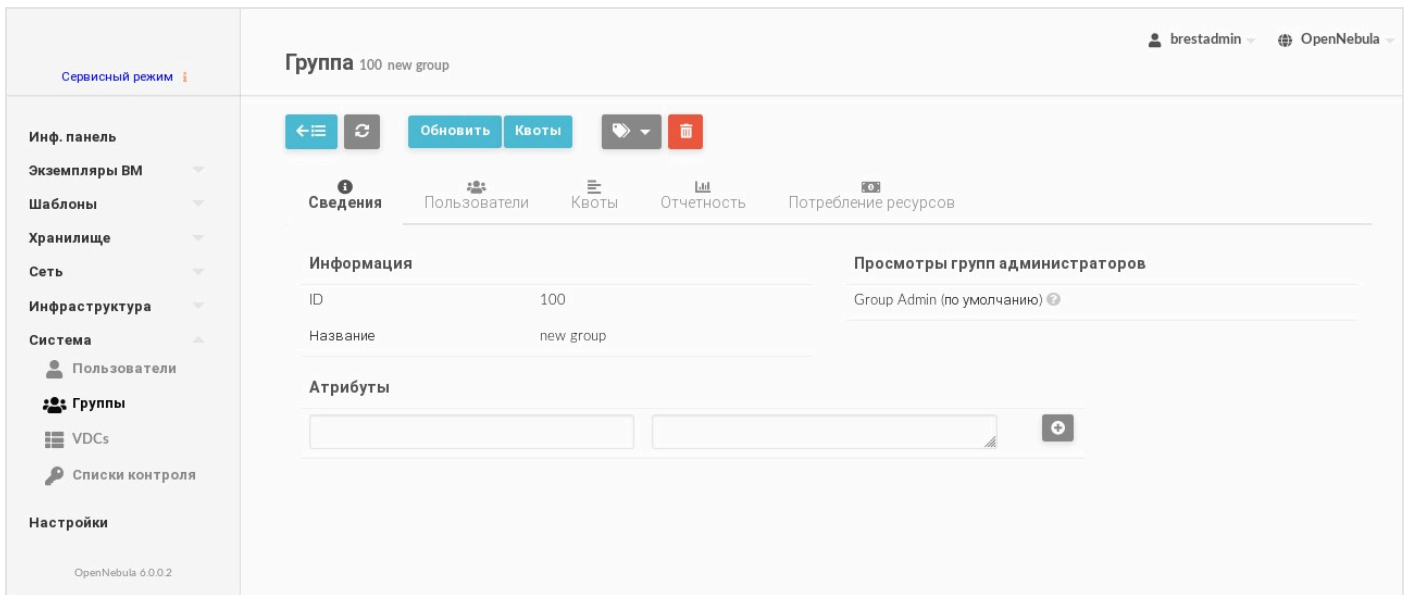 brestadmin OpenNebula
Сервисный режим
Группа 100 new group
Инф. панель
Экземпляры ВМ
Шаблоны
Хранилище
Сеть
Инфраструктура
Система
Пользователи
Группы
VDCs
Списки контроля
Настройки
OpenNebula 6.0.0.2
Обновить Квоты
Сведения Пользователи Квоты Отчетность Потребление ресурсов
Информация
ID 100
Название new group
Просмотры групп администраторов
Group Admin (по умолчанию)
Атрибуты